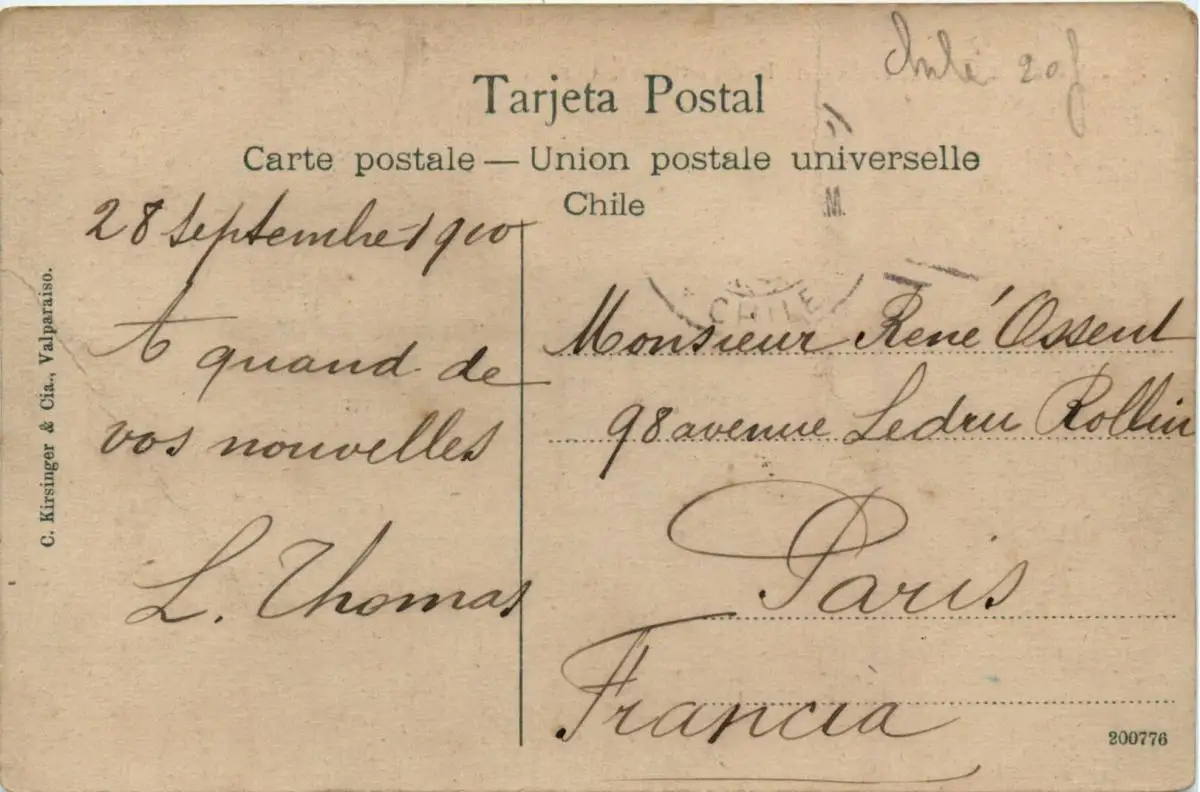 Chile 20f
Tarjeta Postal
Carte postale — Union postale universelle
Chile
M.
CHILE
28 septembre 1910
A quand de
vos nouvelles
L. Thomas
Monsieur René Ossent
98 avenue Ledru Rollin
Paris
Francia
C. Kirsinger & Cia., Valparaiso.
200776